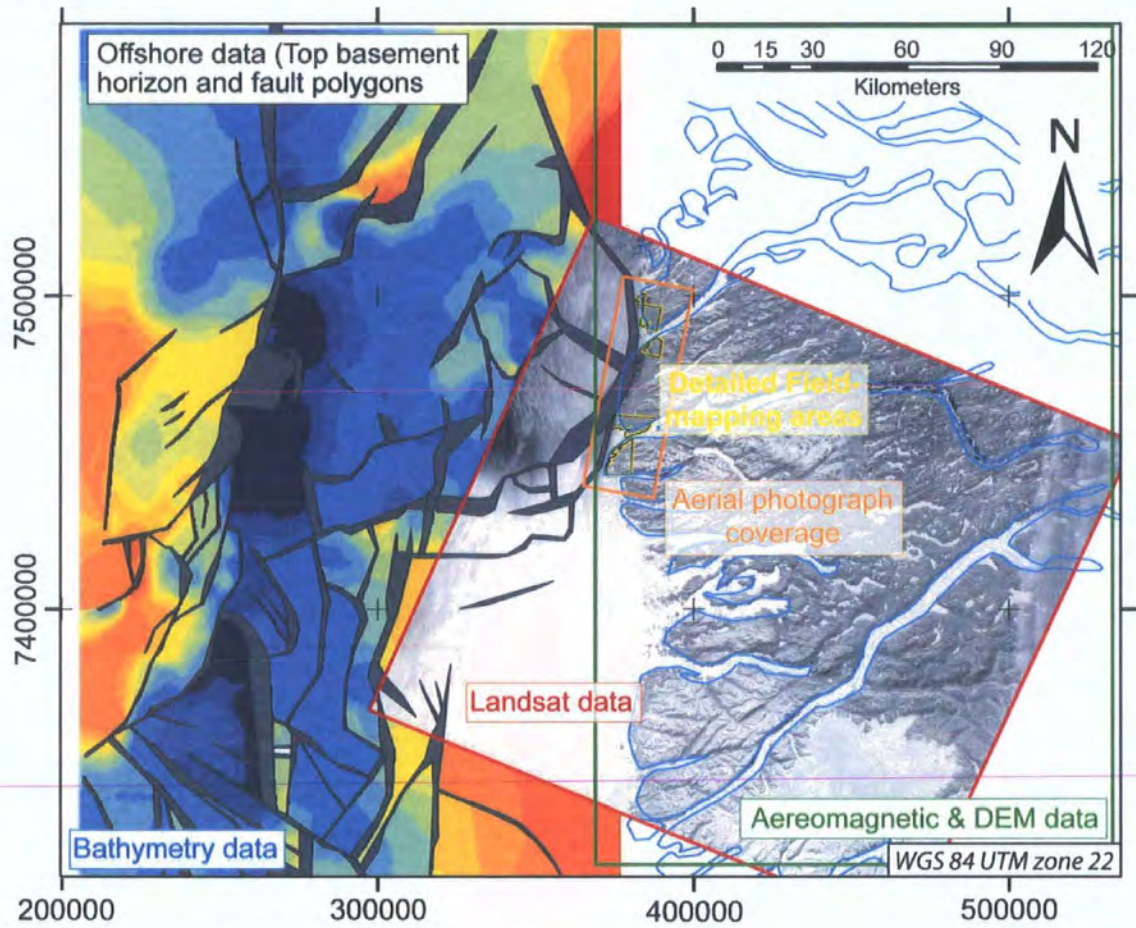 Offshore data (Top basement
horizon and fault polygons
0 15 30 60 90 120
Kilometers
N
7500000
7400000
Detailed Field-
mapping areas
Aerial photograph
coverage
Landsat data
Aereomagnetic & DEM data
Bathymetry data
WGS 84 UTM zone 22
200000 300000 400000 500000